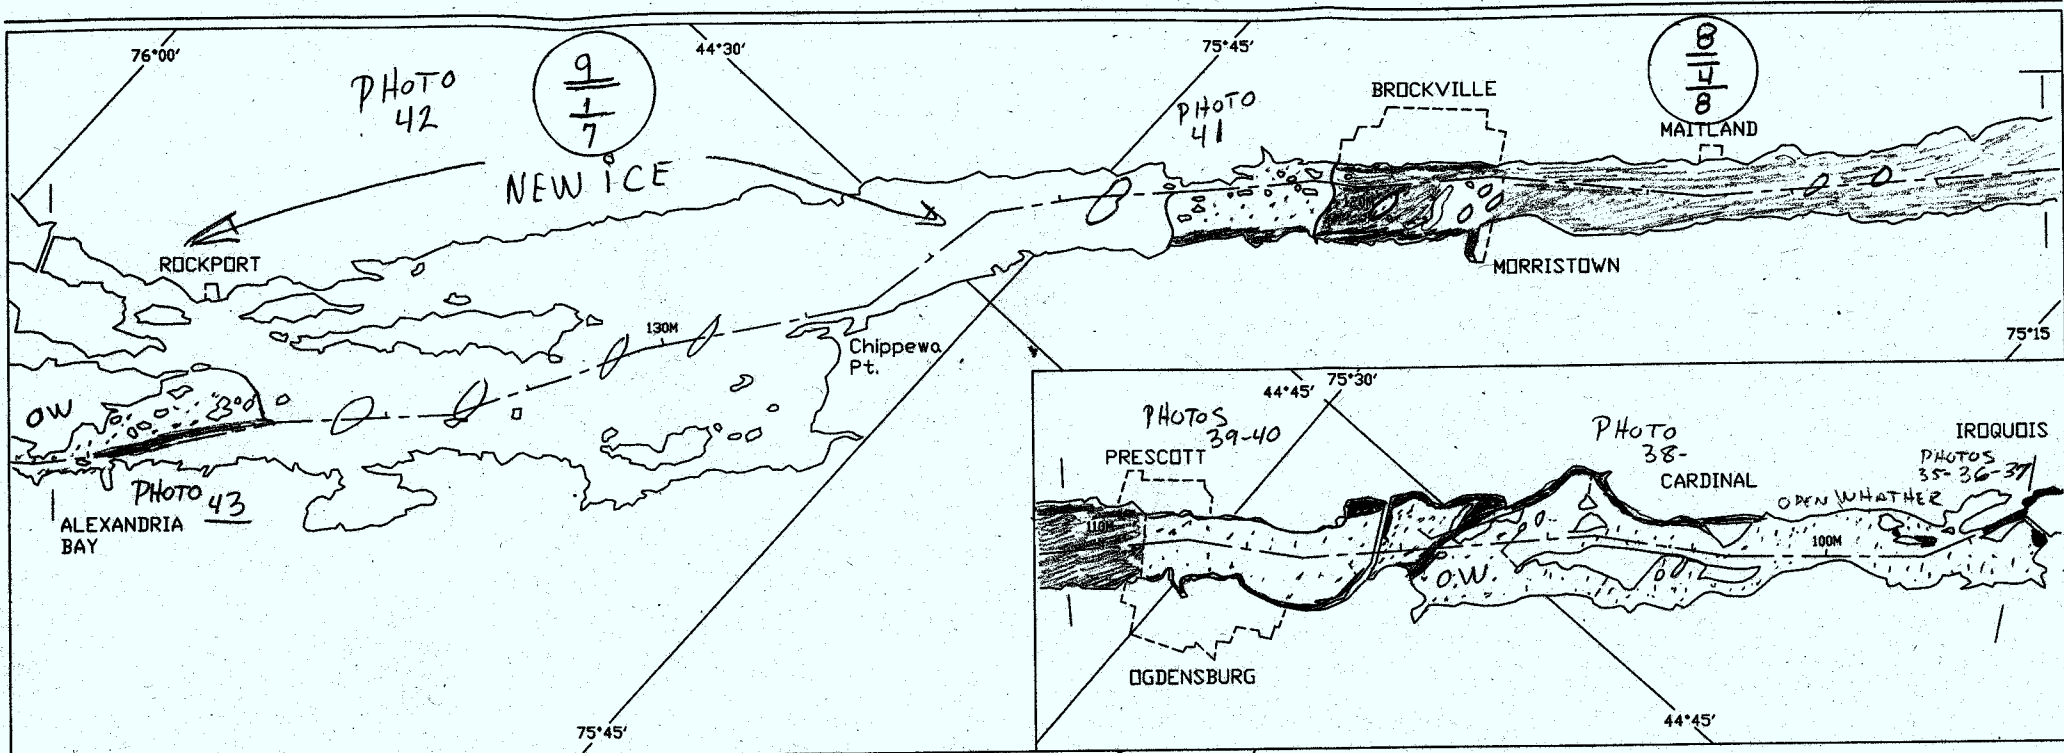 76°00'
44°30'
75°45'
PHOTO
42
9
1
7
8
4
8
BROCKVILLE
PHOTO
41
MAITLAND
NEW iCE
120M
ROCKPORT
MORRISTOWN
130M
Chippewa
Pt.
75°15
OW
PHOTO 43
ALEXANDRIA
BAY
75°45'
44°45'
75°30'
PHOTOS
39-40
PHOTO
38-
IROQUOIS
PRESCOTT
CARDINAL
PHOTOS
35-36-37
OPEN WHATHER
110M
100M
O.W.
OGDENSBURG
44°45'